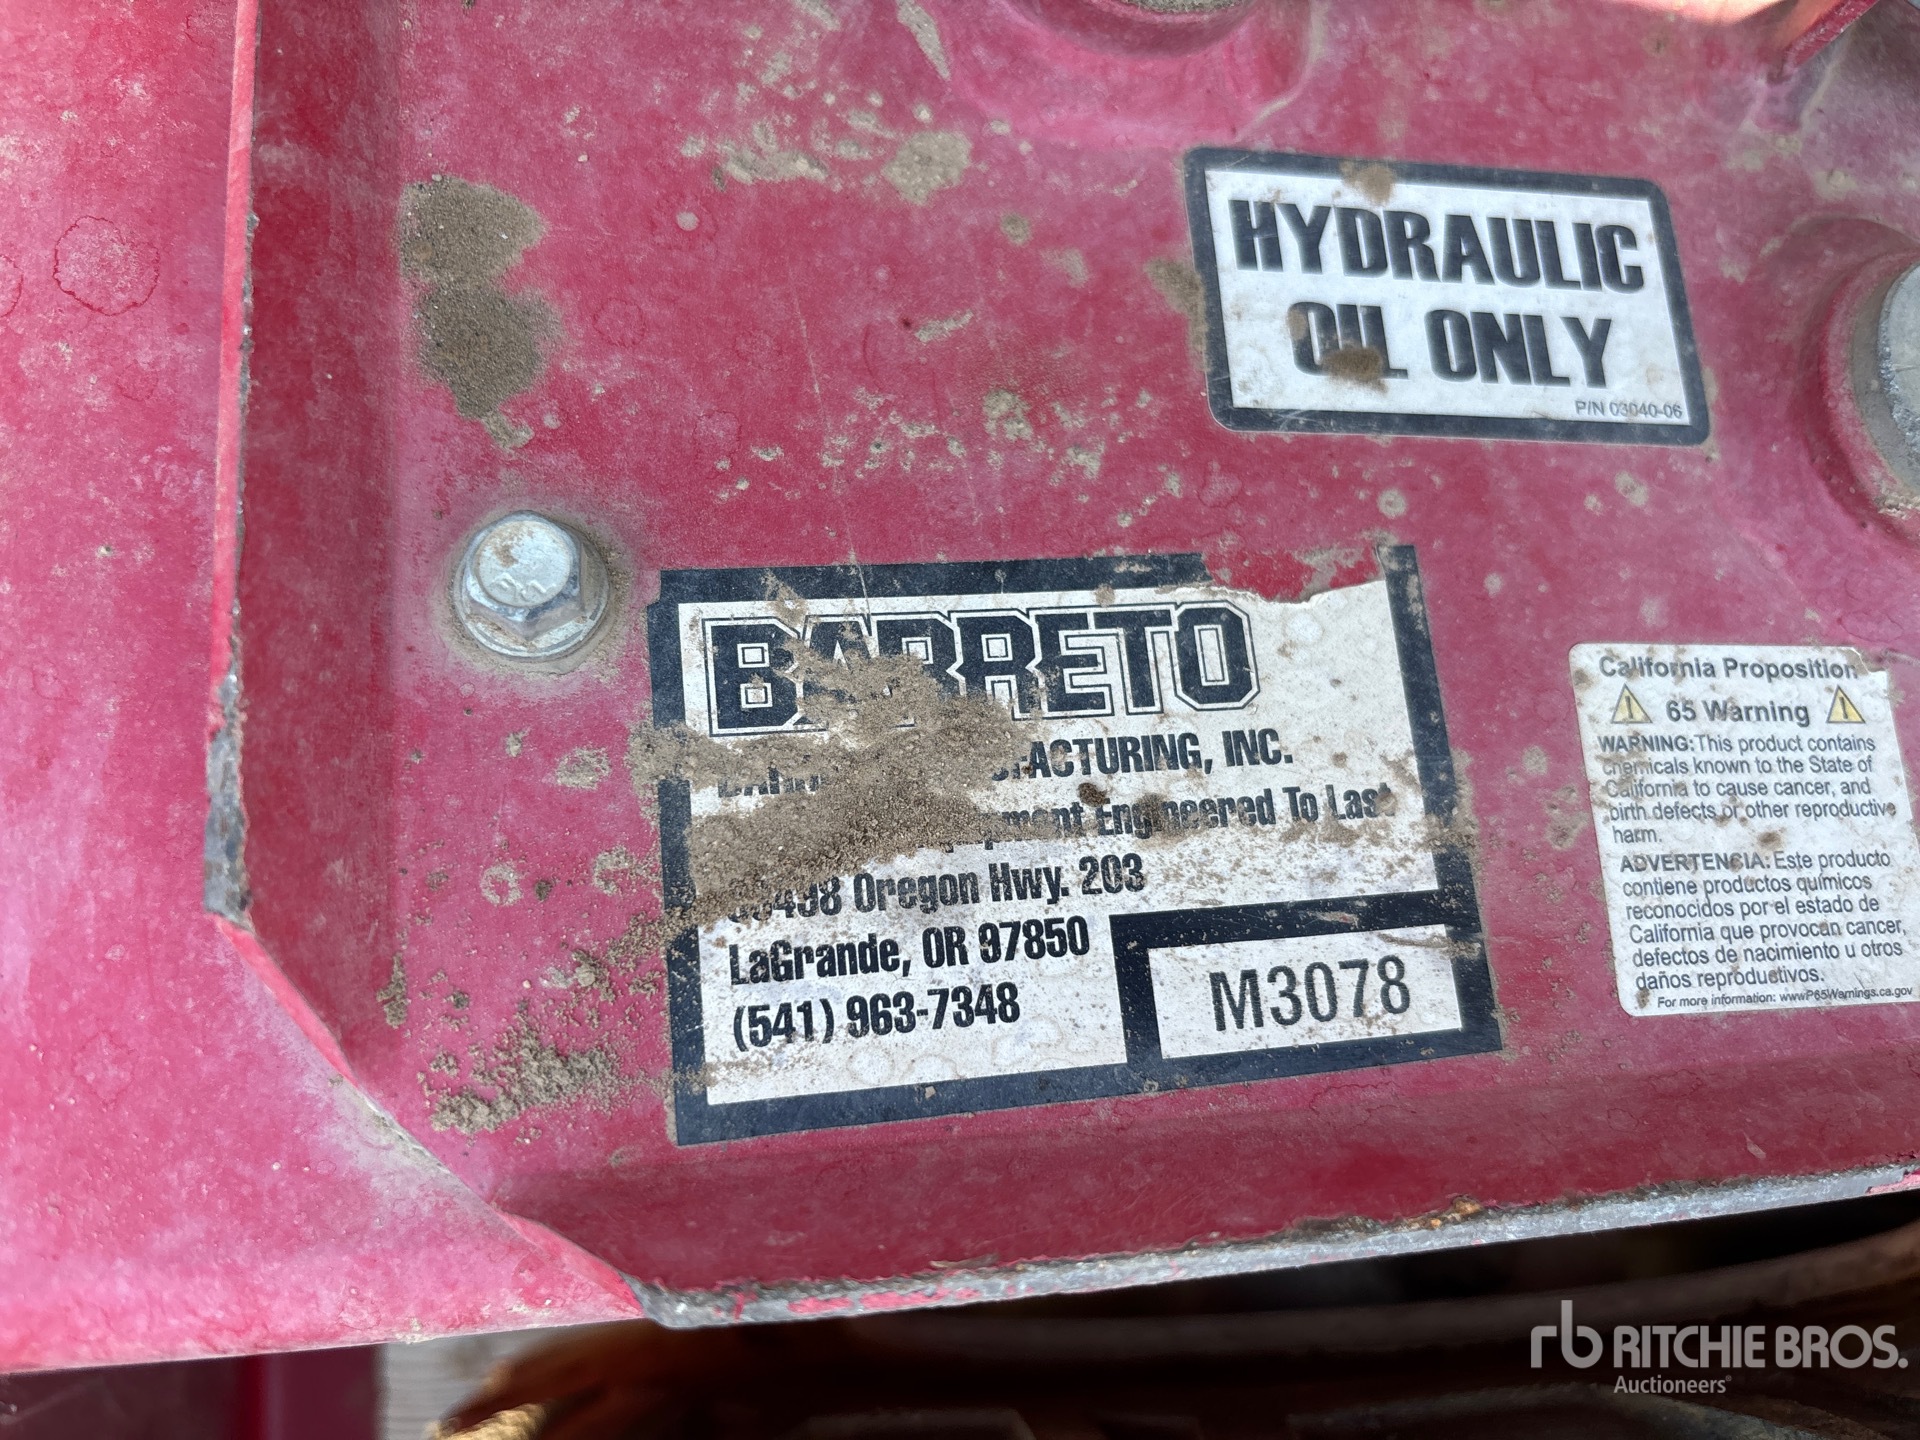 HYDRAULIC
OIL ONLY
P/N 03040-06
BARRETO
INC.
Engineered To Last
Oregon Hwy. 203
LaGrande, OR 97850
(541) 963-7348
M3078
California Proposition
65 Warning
WARNING: This product contains
chemicals known to the State of
California to cause cancer, and
birth defects or other reproductive
harm.
ADVERTENCIA: Este producto
contiene productos químicos
reconocidos por el estado de
California que provocan cancer,
defectos de nacimiento u otros
daños reproductivos.
For more information: www.P65Warnings.ca.gov
rb RITCHIE BROS.
Auctioneers